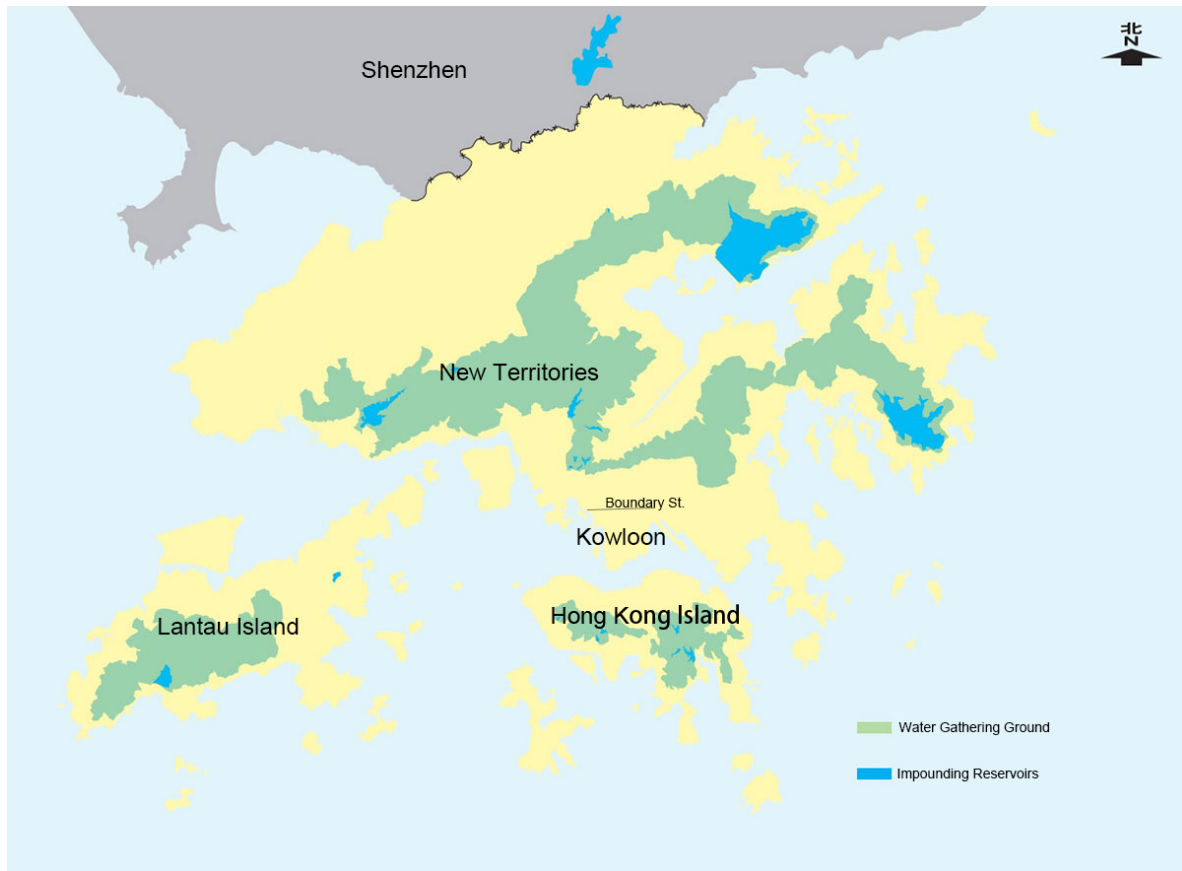 北
N
Shenzhen
New Territories
Boundary St.
Kowloon
Hong Kong Island
Lantau Island
Water Gathering Ground
Impounding Reservoirs